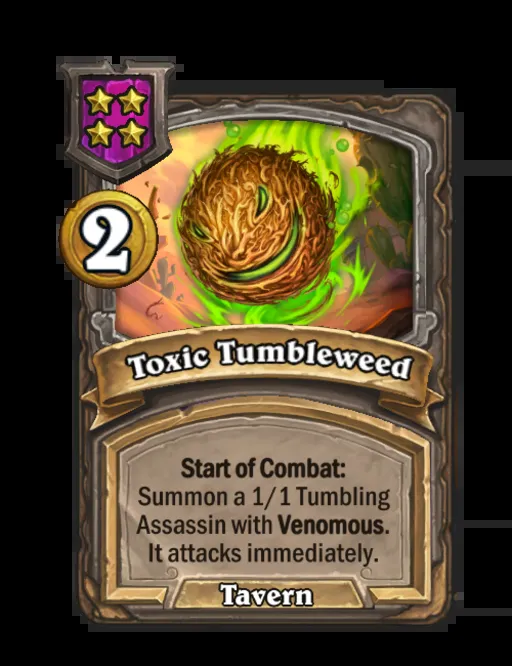 2
Toxic Tumbleweed
Start of Combat:
Summon a 1/1 Tumbling
Assassin with Venomous.
It attacks immediately.
Tavern